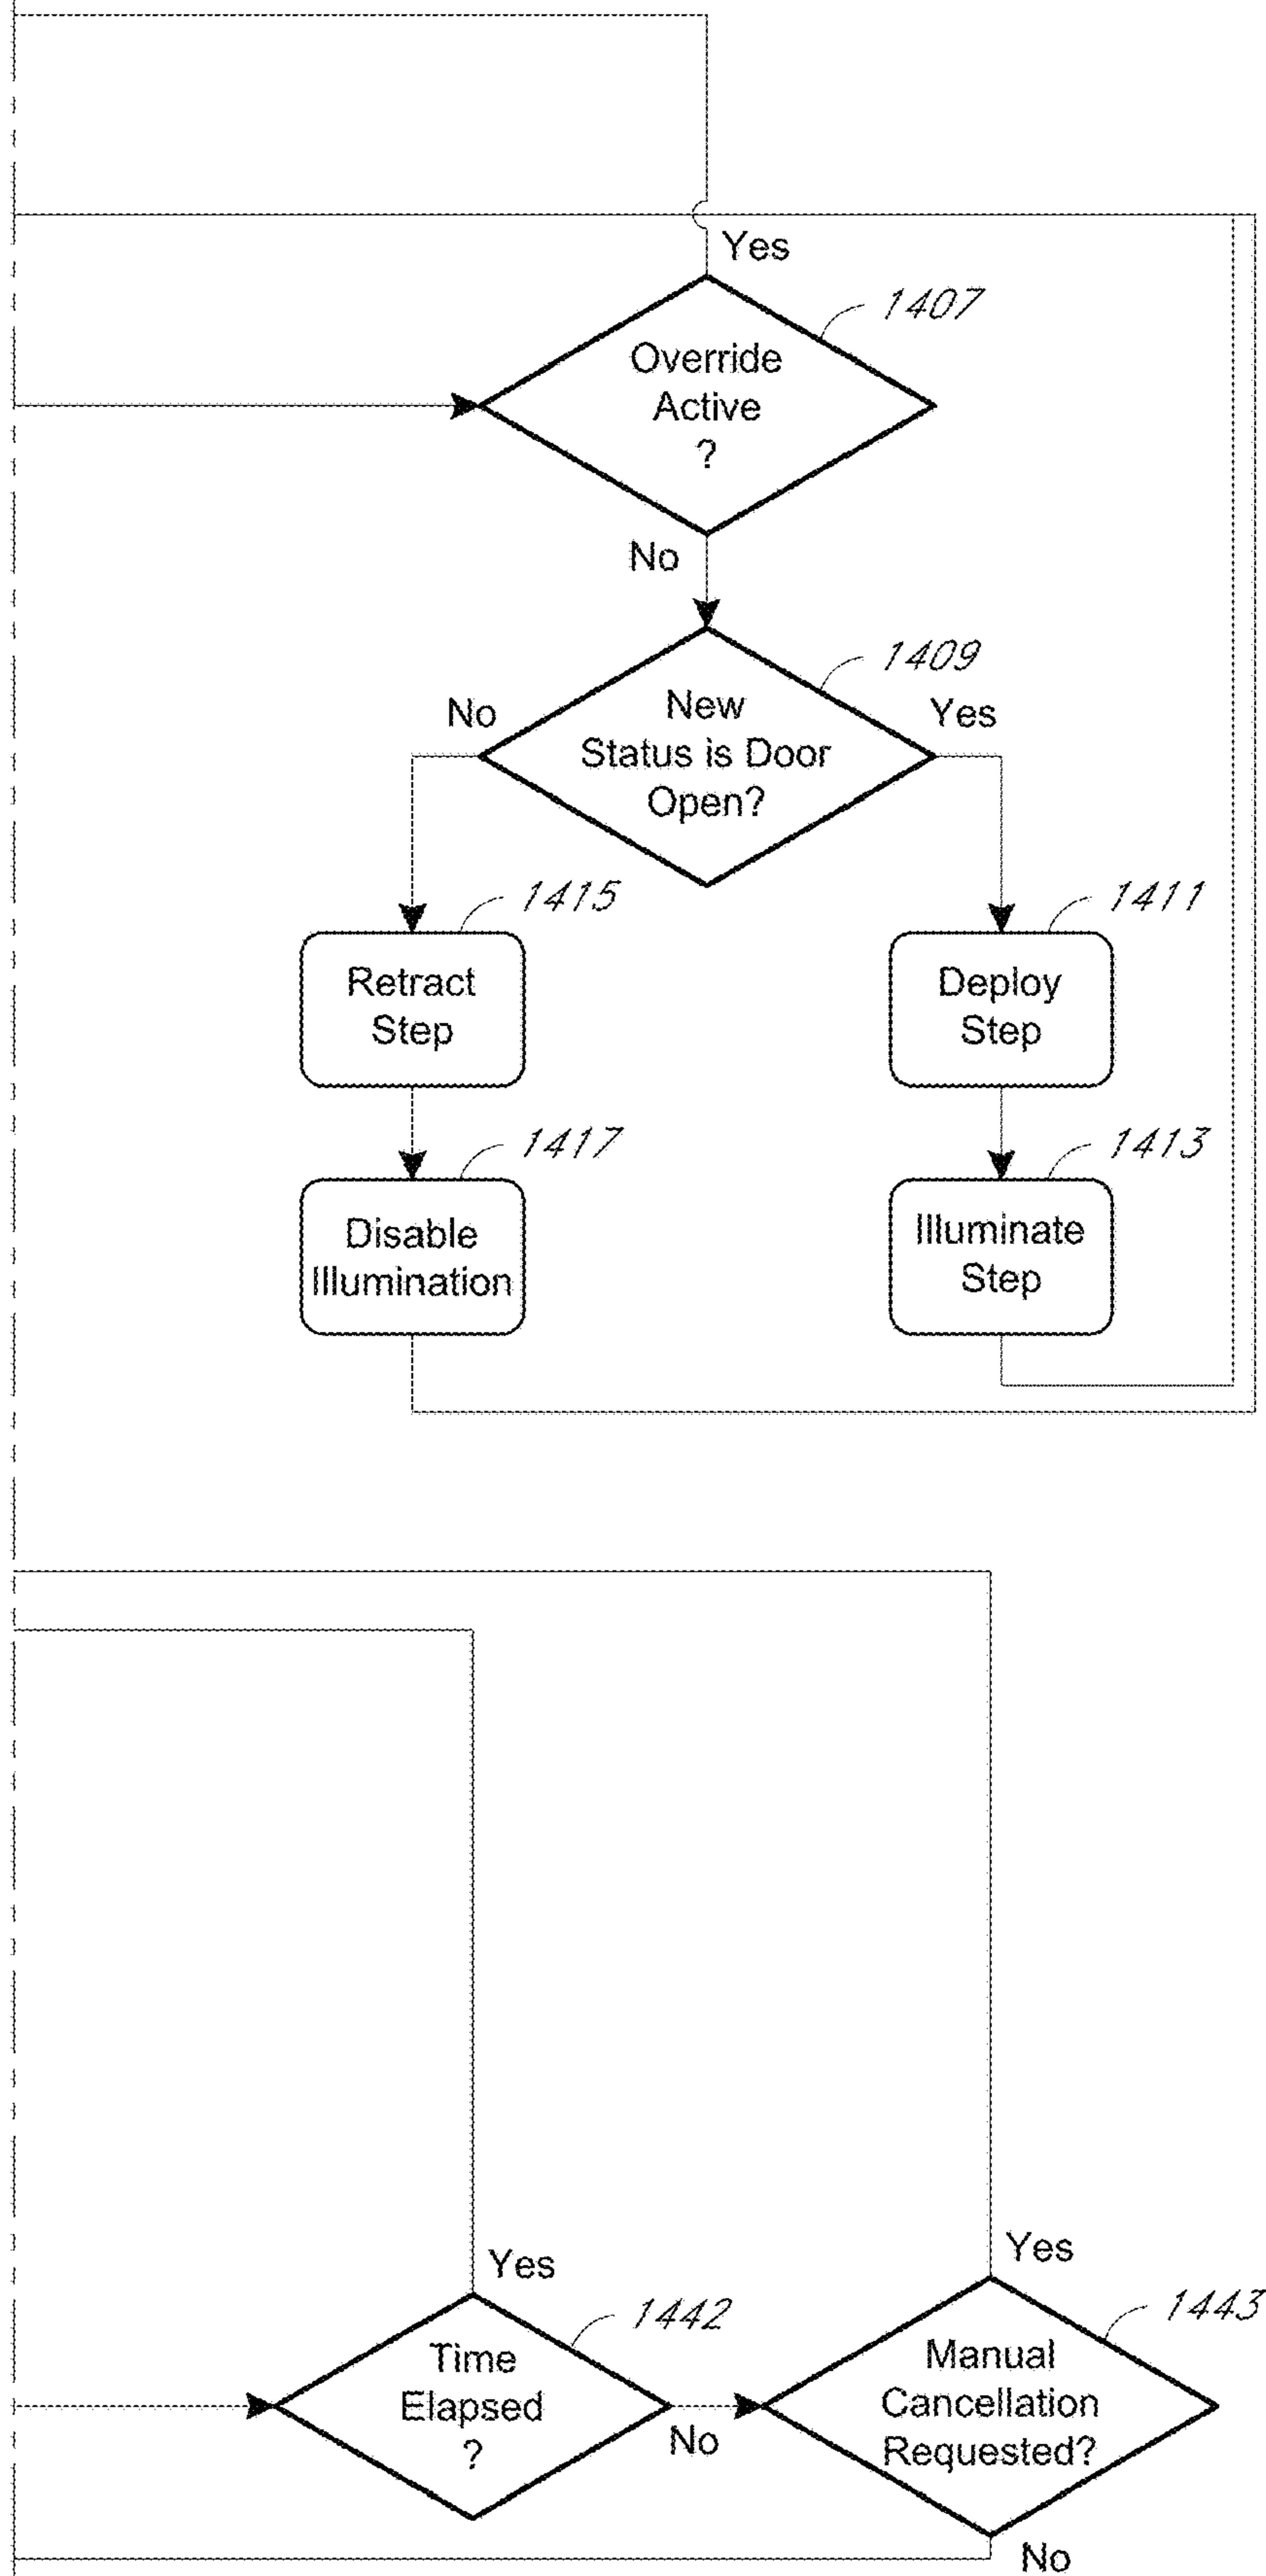 Yes
1407
Override
Active
?
No
1409
New
Status is Door
Open?
No
Yes
1415
Retract
Step
1411
Deploy
Step
1417
Disable
Illumination
1413
Illuminate
Step
Yes
1442
Time
Elapsed
?
No
Yes
1443
Manual
Cancellation
Requested?
No